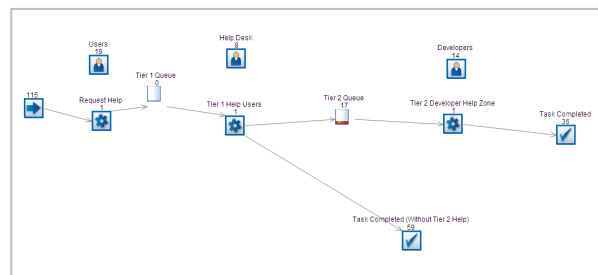 Users
19
Help Desk
8
Developers
14
115
Request Help
1
Tier 1 Queue
0
Tier 1 Help Users
1
Tier 2 Queue
17
Tier 2 Developer Help Zone
1
Task Completed
36
Task Completed (Without Tier 2 Help)
59